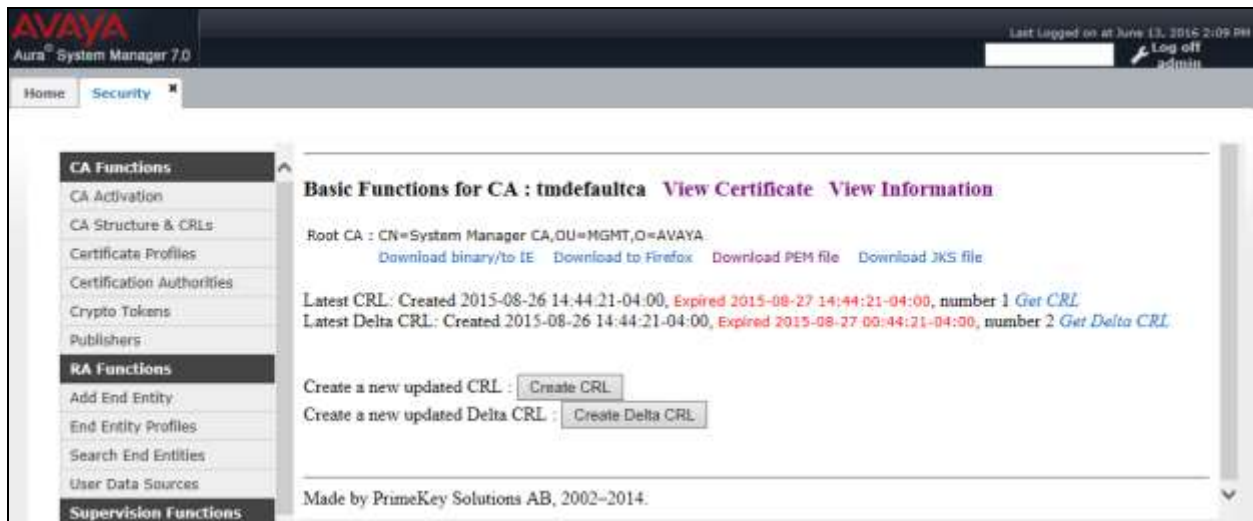 AVAYA
Last Logged on at June 13, 2016 2:09 PM
Aura® System Manager 7.0
Log off
admin
Home Security ✖
CA Functions
CA Activation
CA Structure & CRLs
Certificate Profiles
Certification Authorities
Crypto Tokens
Publishers
RA Functions
Add End Entity
End Entity Profiles
Search End Entities
User Data Sources
Supervision Functions
Basic Functions for CA : tmdefaultca View Certificate View Information
Root CA : CN=System Manager CA,OU=MGMT,O=AVAYA
Download binary/to IE Download to Firefox Download PEM file Download JKS file
Latest CRL: Created 2015-08-26 14:44:21-04:00, Expired 2015-08-27 14:44:21-04:00, number 1 Get CRL
Latest Delta CRL: Created 2015-08-26 14:44:21-04:00, Expired 2015-08-27 00:44:21-04:00, number 2 Get Delta CRL
Create a new updated CRL : Create CRL
Create a new updated Delta CRL : Create Delta CRL
Made by PrimeKey Solutions AB, 2002–2014.